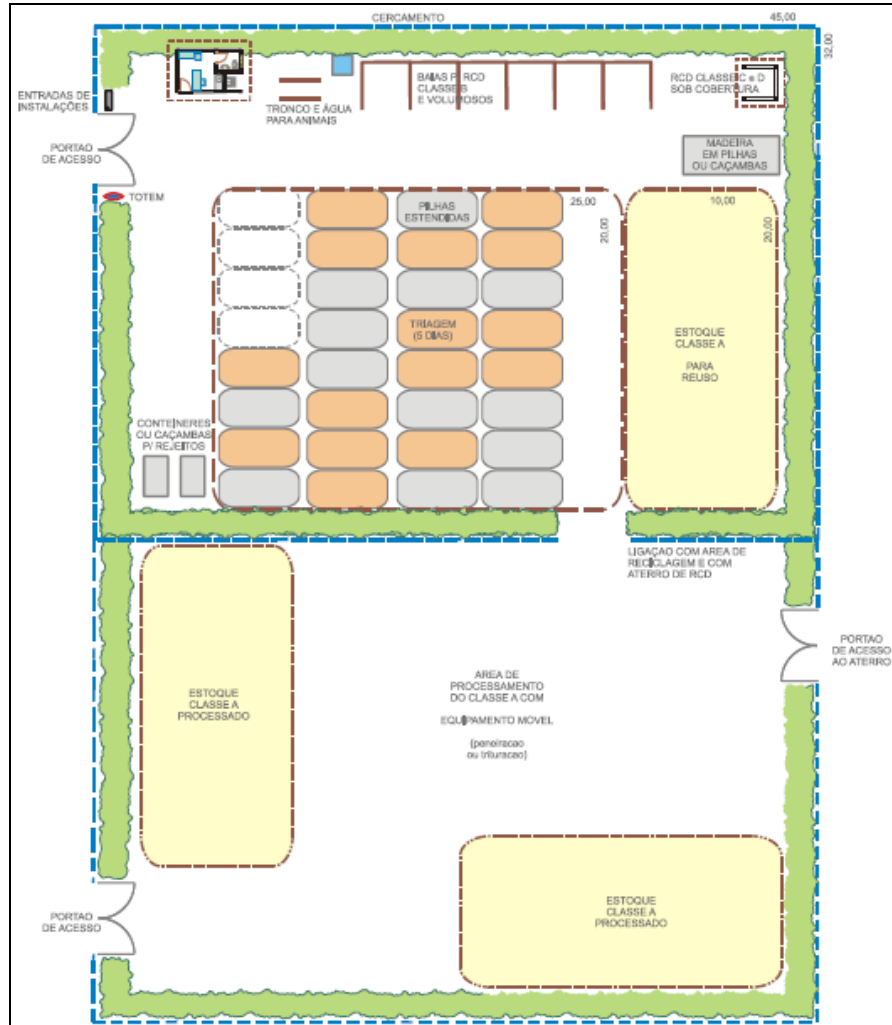 CERCAMENTO
45,00
32,00
ENTRADAS DE
INSTALAÇÕES
TRONCO E ÁGUA
PARA ANIMAIS
BAIAS P/ RCD
CLASSE B
E VOLUMOSOS
RCD CLASSE C e D
SOB COBERTURA
PORTAO
DE ACESSO
MADEIRA
EM PILHAS
OU CAÇAMBAS
TOTEM
PILHAS
ESTENDIDAS
25,00
20,00
10,00
20,00
TRIAGEM
(5 DIAS)
ESTOQUE
CLASSE A
PARA
REUSO
CONTEINERES
OU CAÇAMBAS
P/ REJEITOS
LIGAÇAO COM AREA DE
RECICLAGEM E COM
ATERRO DE RCD
PORTAO
DE ACESSO
AO ATERRO
ESTOQUE
CLASSE A
PROCESSADO
AREA DE
PROCESSAMENTO
DO CLASSE A COM
EQUIPAMENTO MOVEL
(peneiracao
ou trituracao)
PORTAO
DE ACESSO
ESTOQUE
CLASSE A
PROCESSADO